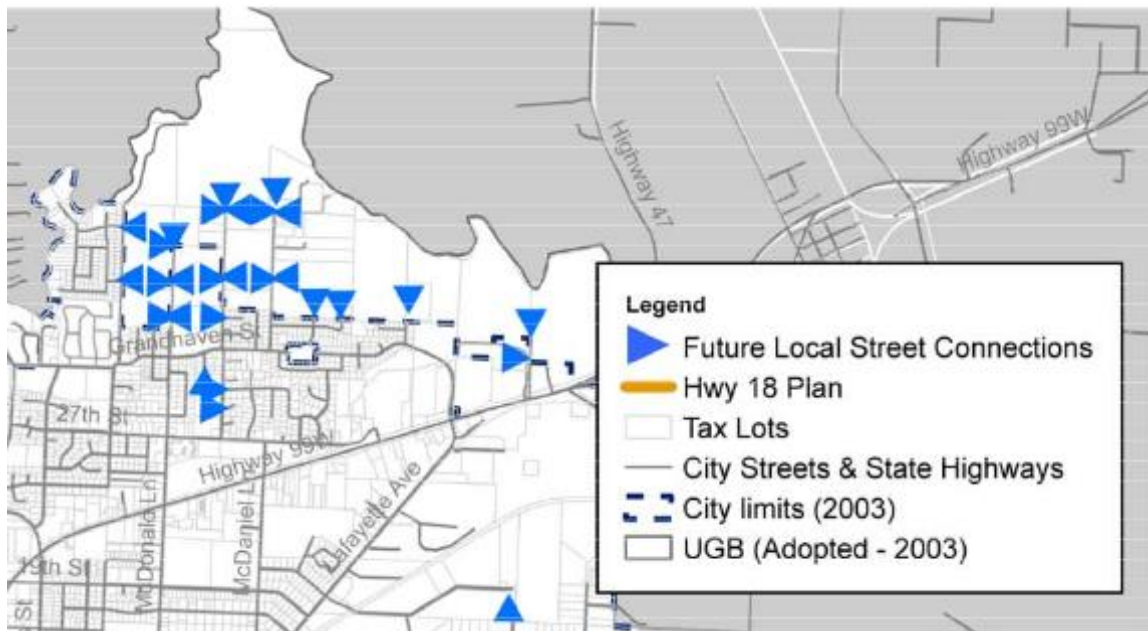 Highway 99W
Highway 47
Legend
Future Local Street Connections
Hwy 18 Plan
Tax Lots
City Streets & State Highways
City limits (2003)
UGB (Adopted - 2003)
Grandhaven St
27th St
Highway 99W
McDonald Ln
McDaniel L
Lafayette Ave
19th St
St